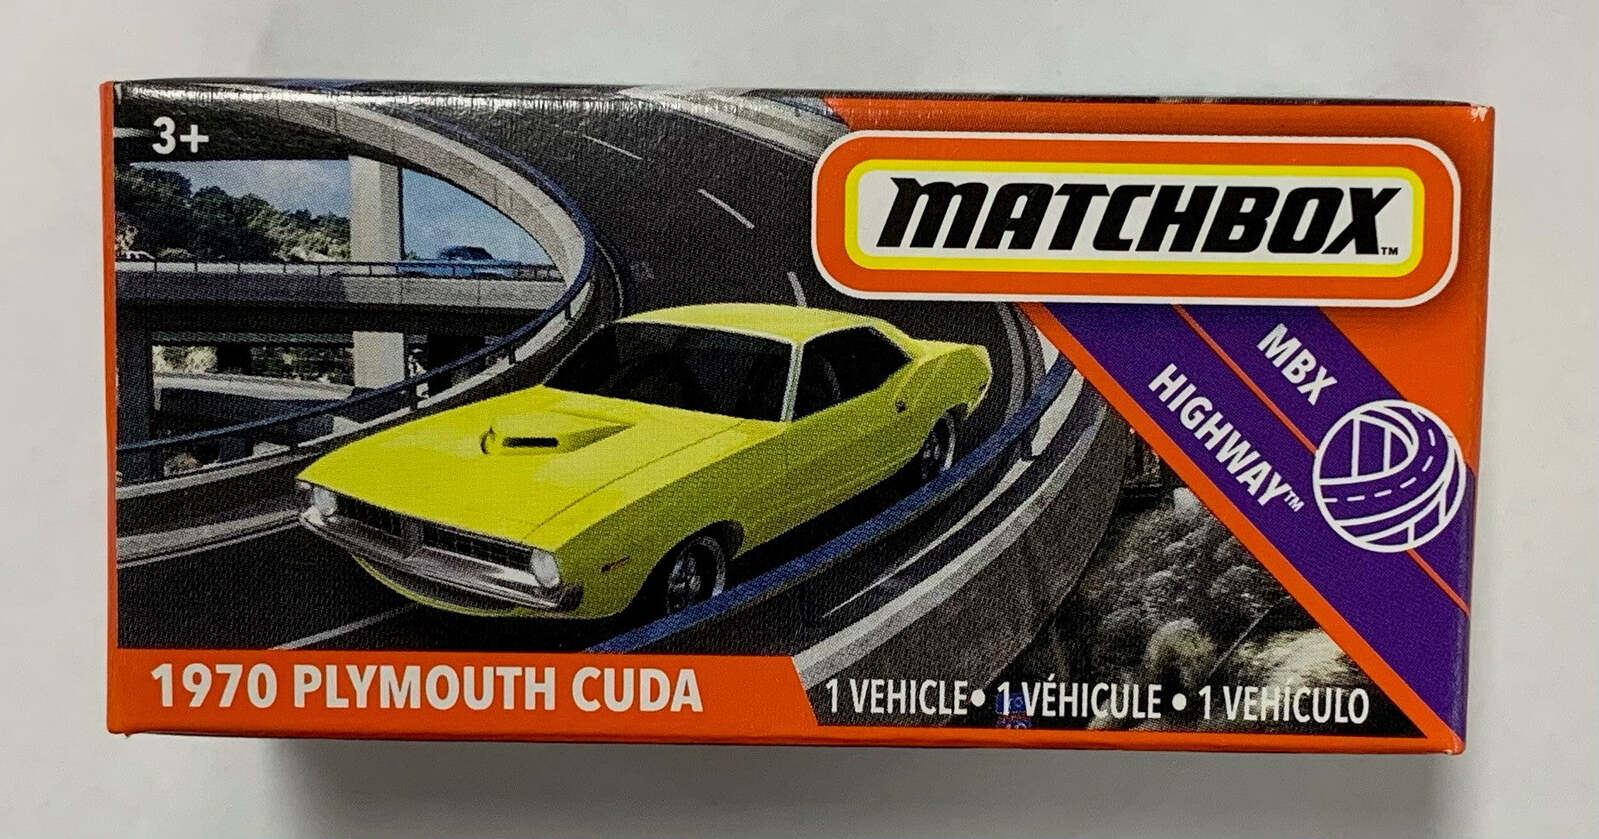 3+
MATCHBOX™
MBX
HIGHWAY™
1970 PLYMOUTH CUDA
1 VEHICLE • 1 VÉHICULE • 1 VEHÍCULO